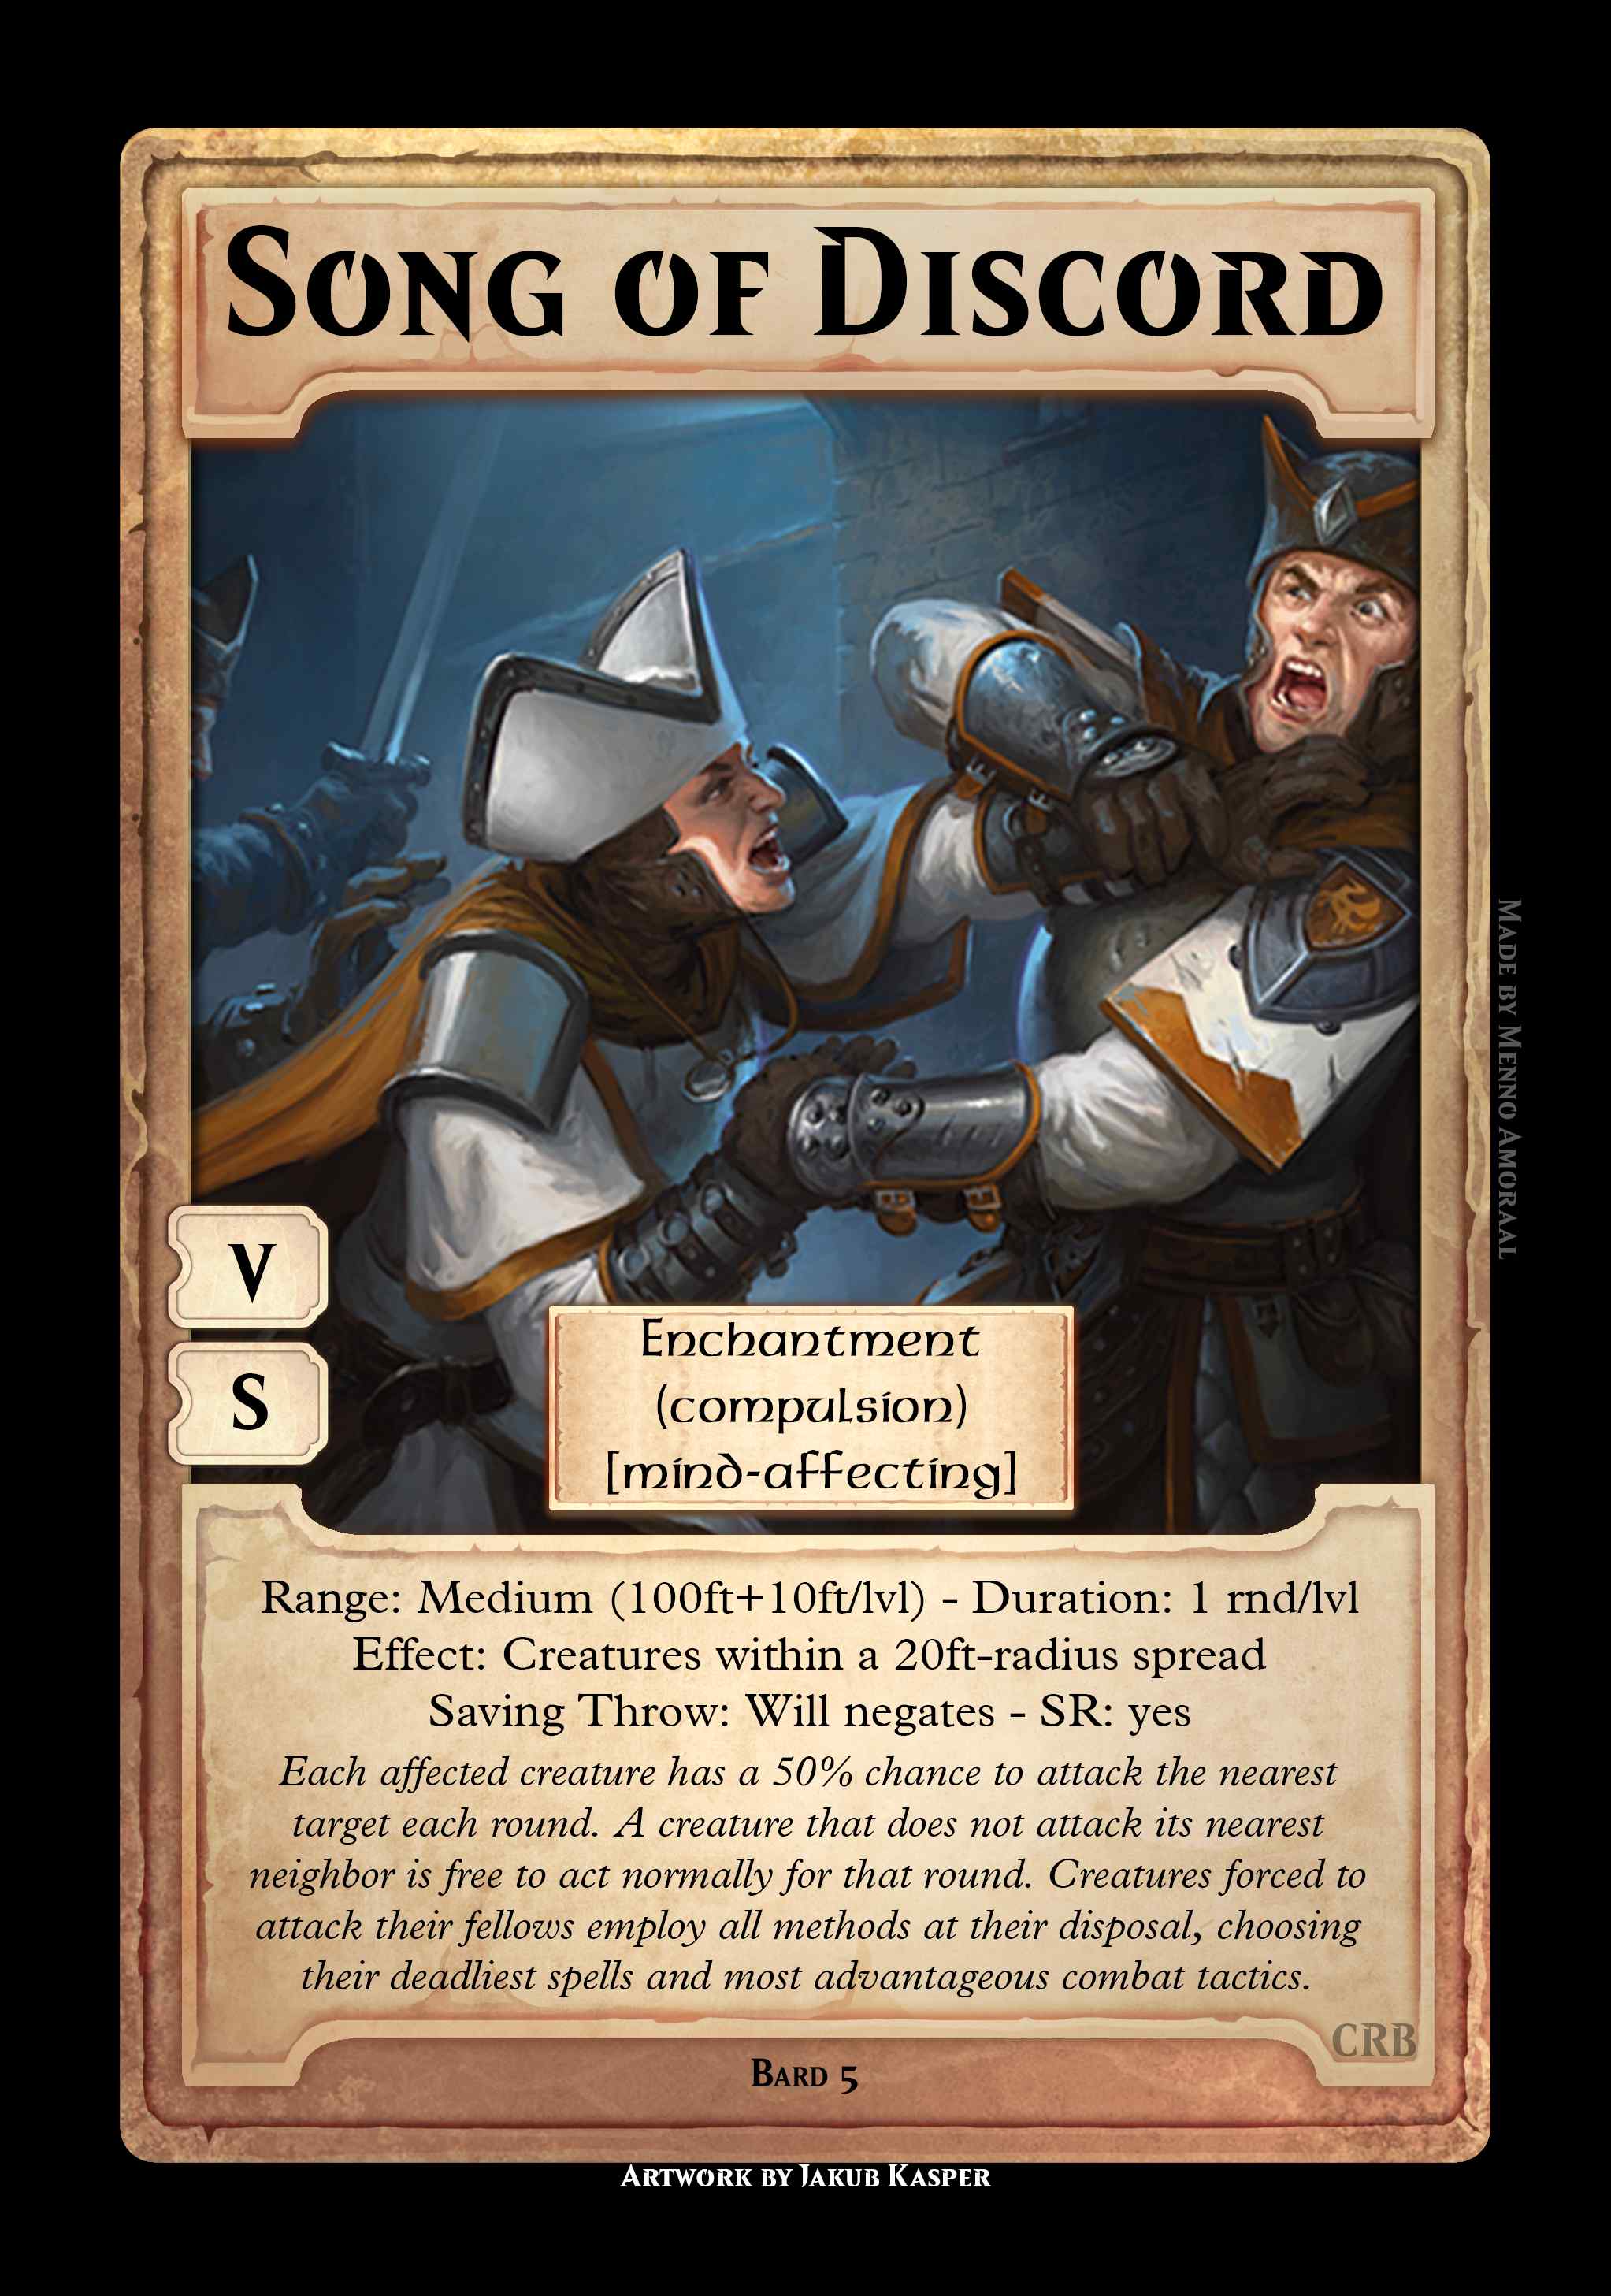 Song of Discord
V
S
Enchantment
(compulsion)
[mind-affecting]
Range: Medium (100ft+10ft/lvl) - Duration: 1 rnd/lvl
Effect: Creatures within a 20ft-radius spread
Saving Throw: Will negates - SR: yes
Each affected creature has a 50% chance to attack the nearest
target each round. A creature that does not attack its nearest
neighbor is free to act normally for that round. Creatures forced to
attack their fellows employ all methods at their disposal, choosing
their deadliest spells and most advantageous combat tactics.
CRB
Bard 5
Made by Menno Amoraal
Artwork by Jakub Kasper